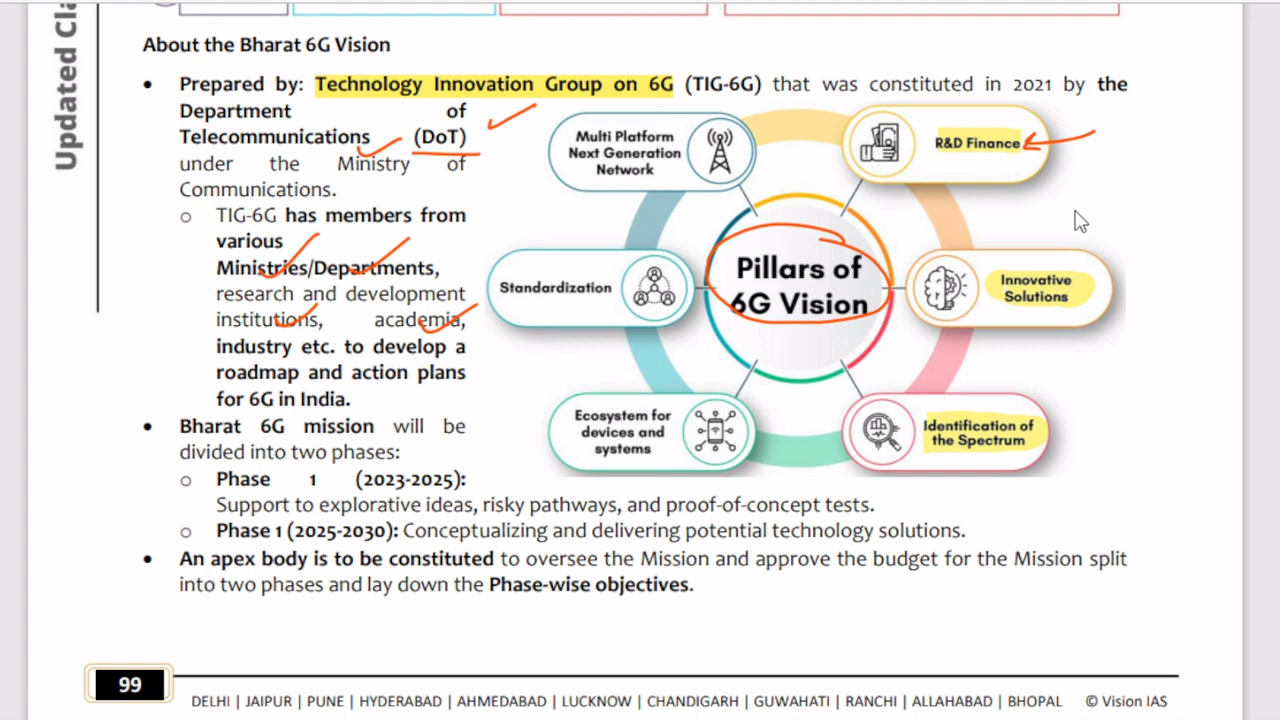 Updated Cla
About the Bharat 6G Vision
• Prepared by: Technology Innovation Group on 6G (TIG-6G) that was constituted in 2021 by the
Department of
Telecommunications (DoT)
under the Ministry of
Communications.
o TIG-6G has members from
various
Ministries/Departments,
research and development
institutions, academia,
industry etc. to develop a
roadmap and action plans
for 6G in India.
• Bharat 6G mission will be
divided into two phases:
o Phase 1 (2023-2025):
Support to explorative ideas, risky pathways, and proof-of-concept tests.
o Phase 1 (2025-2030): Conceptualizing and delivering potential technology solutions.
• An apex body is to be constituted to oversee the Mission and approve the budget for the Mission split
into two phases and lay down the Phase-wise objectives.
Multi Platform
Next Generation
Network
R&D Finance
Standardization
Pillars of
6G Vision
Innovative
Solutions
Ecosystem for
devices and
systems
Identification of
the Spectrum
99
DELHI | JAIPUR | PUNE | HYDERABAD | AHMEDABAD | LUCKNOW | CHANDIGARH | GUWAHATI | RANCHI | ALLAHABAD | BHOPAL © Vision IAS